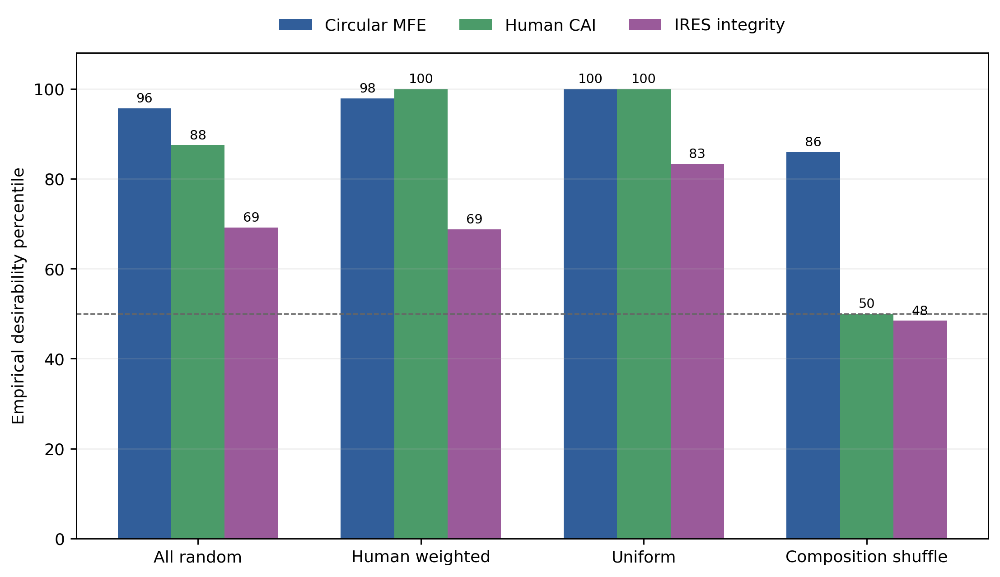 Circular MFE Human CAI IRES integrity
Empirical desirability percentile
100
80
60
40
20
0
96 88 69
98 100 69
100 100 83
86 50 48
All random Human weighted Uniform Composition shuffle